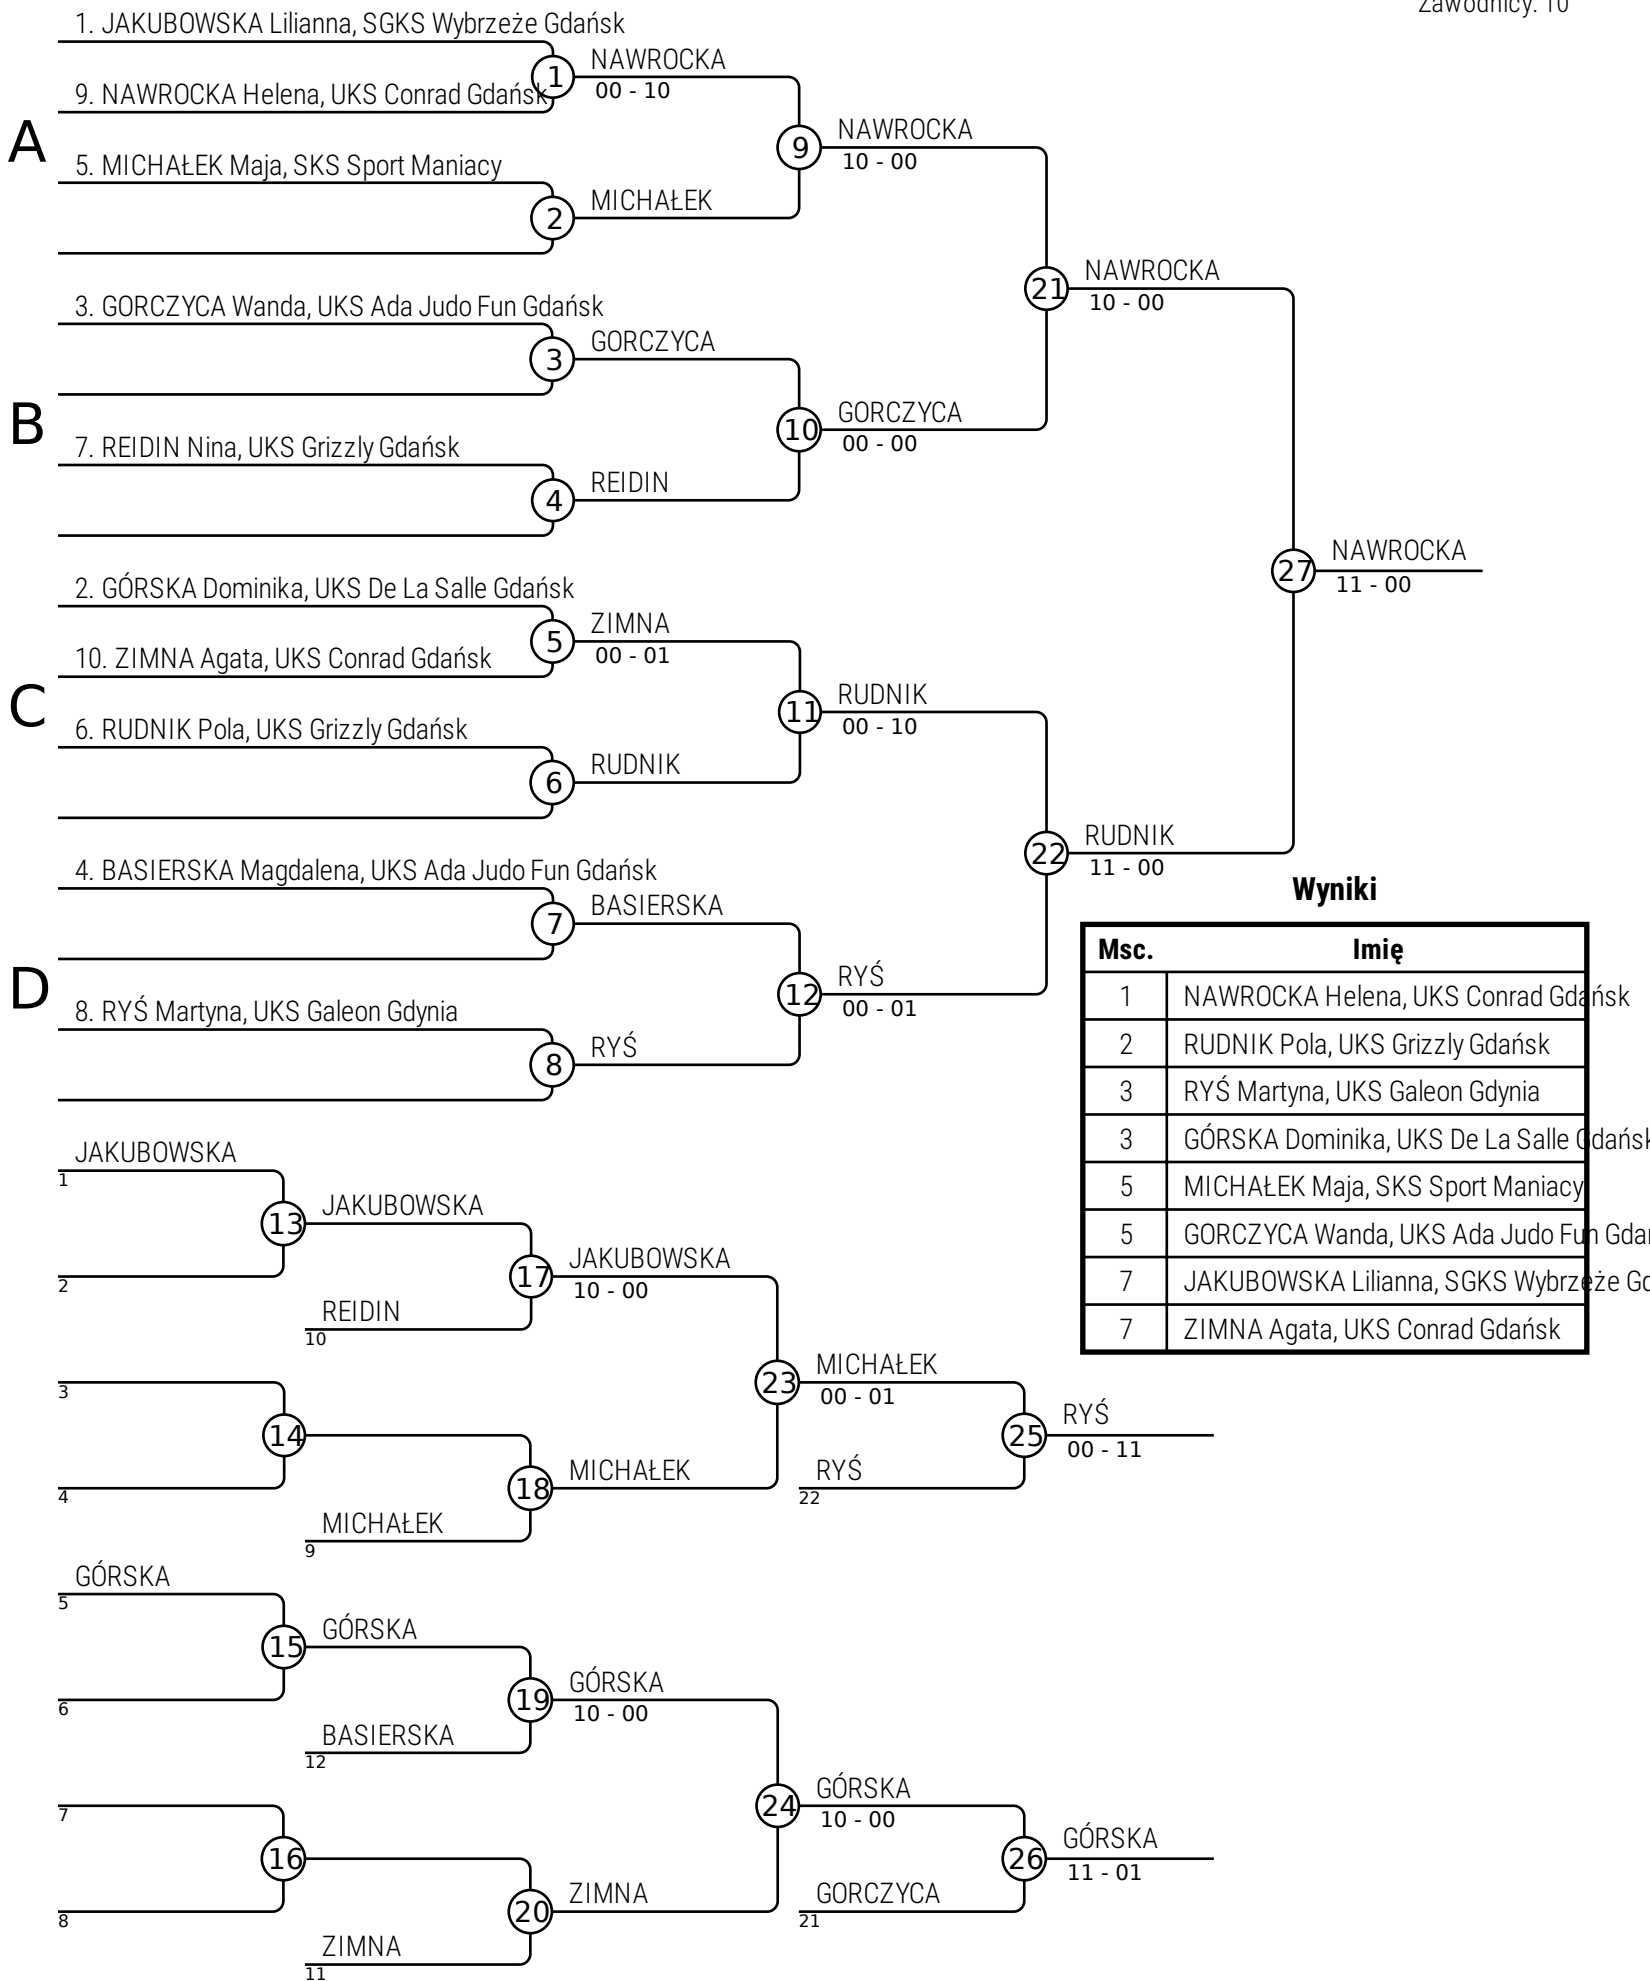 Zawodnicy: 10
1. JAKUBOWSKA Lilianna, SGKS Wybrzeże Gdańsk
1
NAWROCKA
00 - 10
9. NAWROCKA Helena, UKS Conrad Gdańsk
A
9
NAWROCKA
10 - 00
5. MICHAŁEK Maja, SKS Sport Maniacy
2
MICHAŁEK
21
NAWROCKA
10 - 00
3. GORCZYCA Wanda, UKS Ada Judo Fun Gdańsk
3
GORCZYCA
B
10
GORCZYCA
00 - 00
7. REIDIN Nina, UKS Grizzly Gdańsk
4
REIDIN
27
NAWROCKA
11 - 00
2. GÓRSKA Dominika, UKS De La Salle Gdańsk
5
ZIMNA
00 - 01
10. ZIMNA Agata, UKS Conrad Gdańsk
C
11
RUDNIK
00 - 10
6. RUDNIK Pola, UKS Grizzly Gdańsk
6
RUDNIK
22
RUDNIK
11 - 00
4. BASIERSKA Magdalena, UKS Ada Judo Fun Gdańsk
7
BASIERSKA
D
12
RYŚ
00 - 01
8. RYŚ Martyna, UKS Galeon Gdynia
8
RYŚ
Wyniki
Msc. Imię
1 NAWROCKA Helena, UKS Conrad Gdańsk
2 RUDNIK Pola, UKS Grizzly Gdańsk
3 RYŚ Martyna, UKS Galeon Gdynia
3 GÓRSKA Dominika, UKS De La Salle Gdańsk
5 MICHAŁEK Maja, SKS Sport Maniacy
5 GORCZYCA Wanda, UKS Ada Judo Fun
7 JAKUBOWSKA Lilianna, SGKS Wybrzeże
7 ZIMNA Agata, UKS Conrad Gdańsk
JAKUBOWSKA
1
13
JAKUBOWSKA
2
17
JAKUBOWSKA
10 - 00
REIDIN
10
3
14
4
23
MICHAŁEK
00 - 01
18
MICHAŁEK
MICHAŁEK
9
25
RYŚ
00 - 11
RYŚ
22
GÓRSKA
5
15
GÓRSKA
6
19
GÓRSKA
10 - 00
BASIERSKA
12
7
16
8
24
GÓRSKA
10 - 00
20
ZIMNA
ZIMNA
11
26
GÓRSKA
11 - 01
GORCZYCA
21